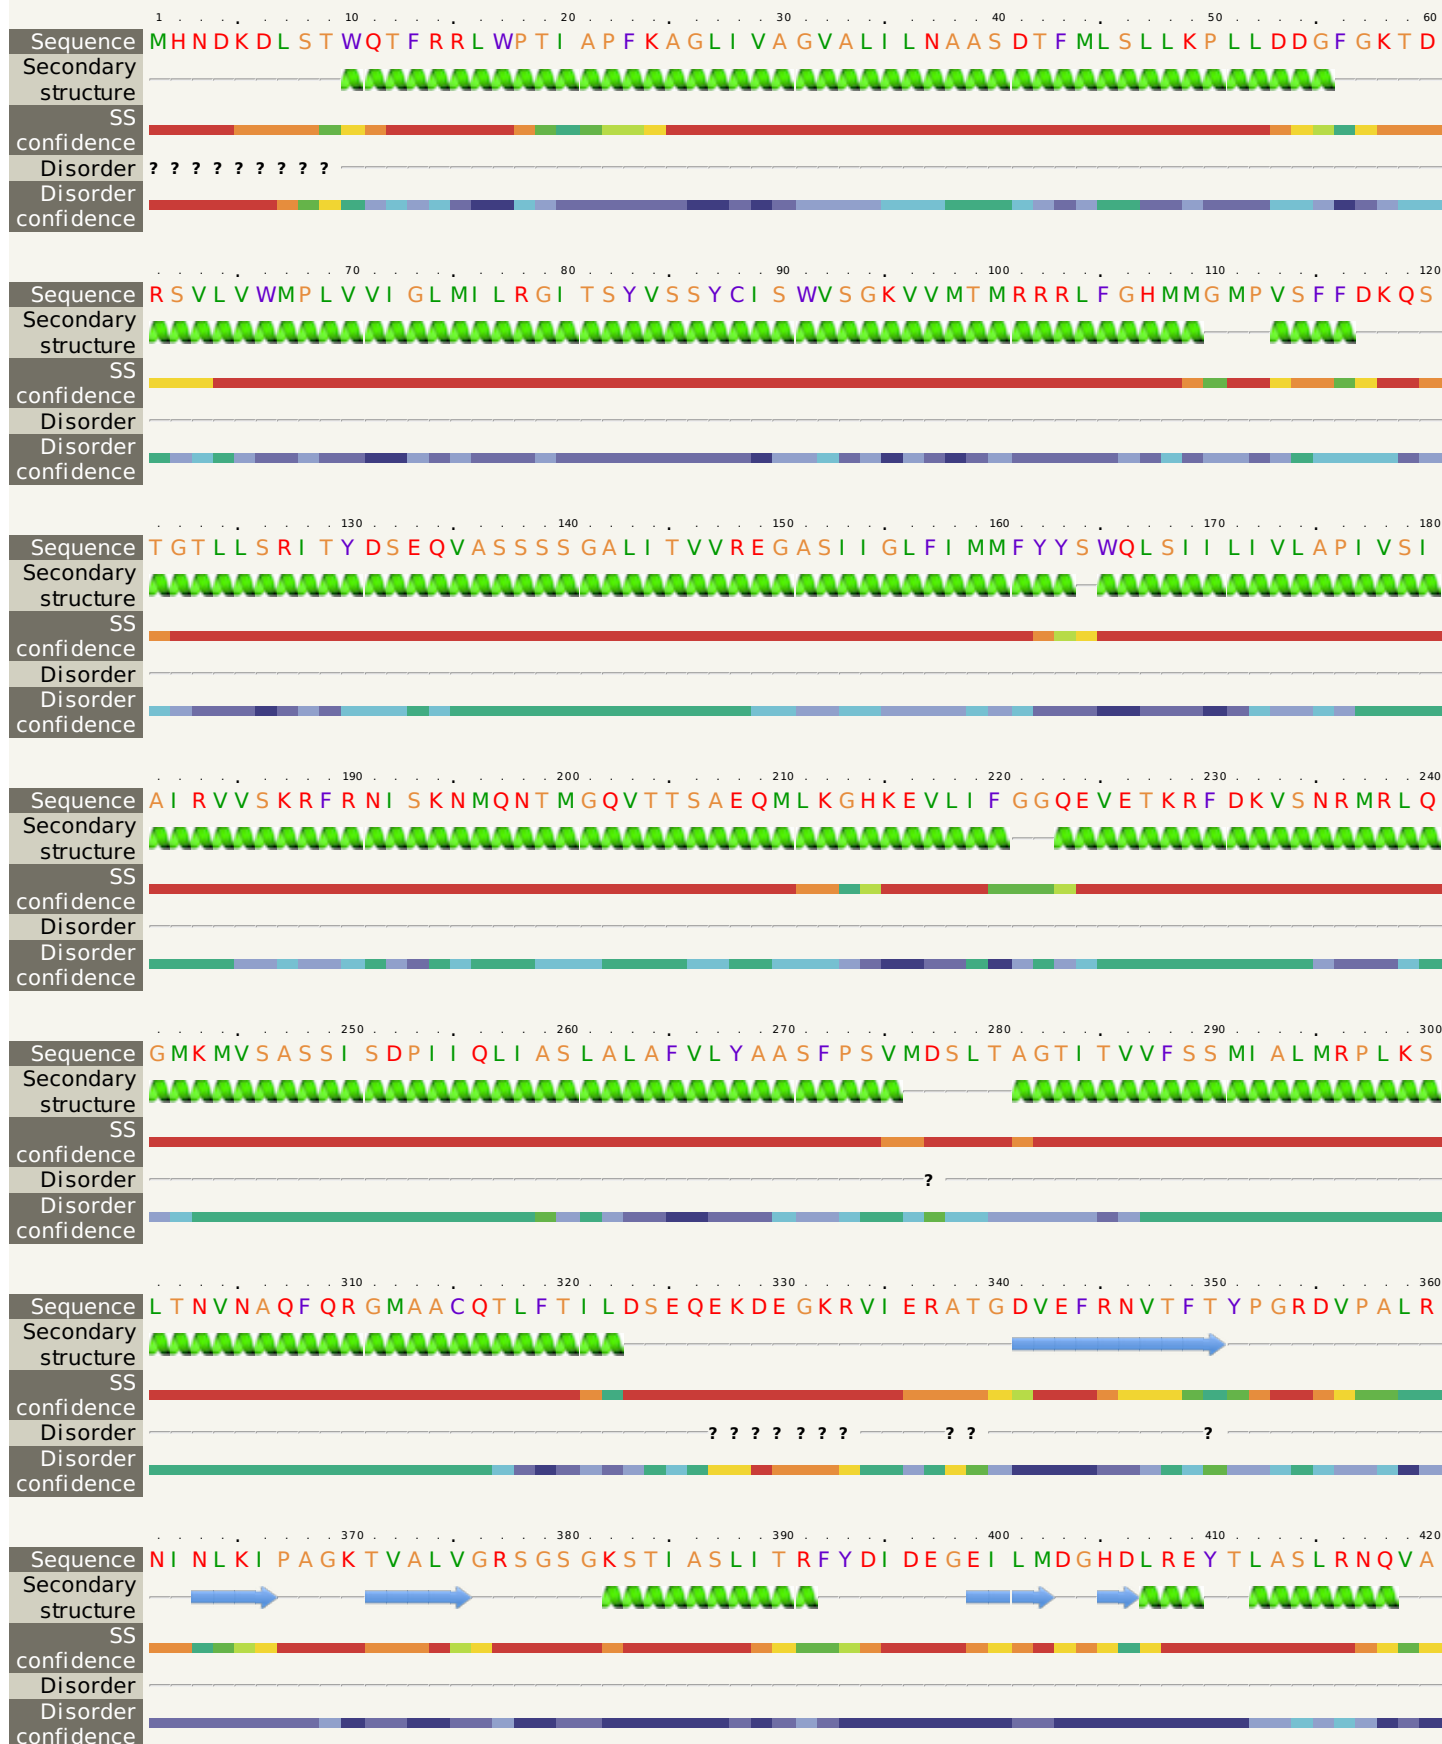 1 10 20 30 40 50 60
Sequence MHNDKDLSTWQTFRRLWPTIAPFKAGLIVAGVALILNAASDTFMLSLLKPLLDDGFGKTD
Secondary
structure
SS
confidence
Disorder ? ? ? ? ? ? ? ? ?
Disorder
confidence
70 80 90 100 110 120
Sequence RSVLVWMPLVVIGLMILRGITSYVSSYCISWVSGKVVMTMRRRLFGHMMGMPVSFFDKQS
Secondary
structure
SS
confidence
Disorder
Disorder
confidence
130 140 150 160 170 180
Sequence TGTLLSRITYDSEQVASSSSGALITVVREGASIIGLFIMMFYYSWQLSIILIVLAPIVSI
Secondary
structure
SS
confidence
Disorder
Disorder
confidence
190 200 210 220 230 240
Sequence AIRVVSKRFRNISKNMQNTMGQVTTSAEQMLKGHKEVLIFGGQEVETKRFDKVSNRMRLQ
Secondary
structure
SS
confidence
Disorder
Disorder
confidence
250 260 270 280 290 300
Sequence GMKMVSASSISDPIIQLIASLALAFVLYAASFPSVMDSLTAGTITVVFSSMIALMRPLKS
Secondary
structure
SS
confidence
Disorder ?
Disorder
confidence
310 320 330 340 350 360
Sequence LTNVNAQFQRGMAACQTLFTILDSEQEKDEGKRVIERATGDVEFRNVTFTYPGRDVPALR
Secondary
structure
SS
confidence
Disorder ? ? ? ? ? ? ? ? ? ?
Disorder
confidence
370 380 390 400 410 420
Sequence NINLKIPAGKTVALVGRSGSGKSTIASLITRFYDIDEGEILMDGHDLREYTLASLRNQVA
Secondary
structure
SS
confidence
Disorder
Disorder
confidence